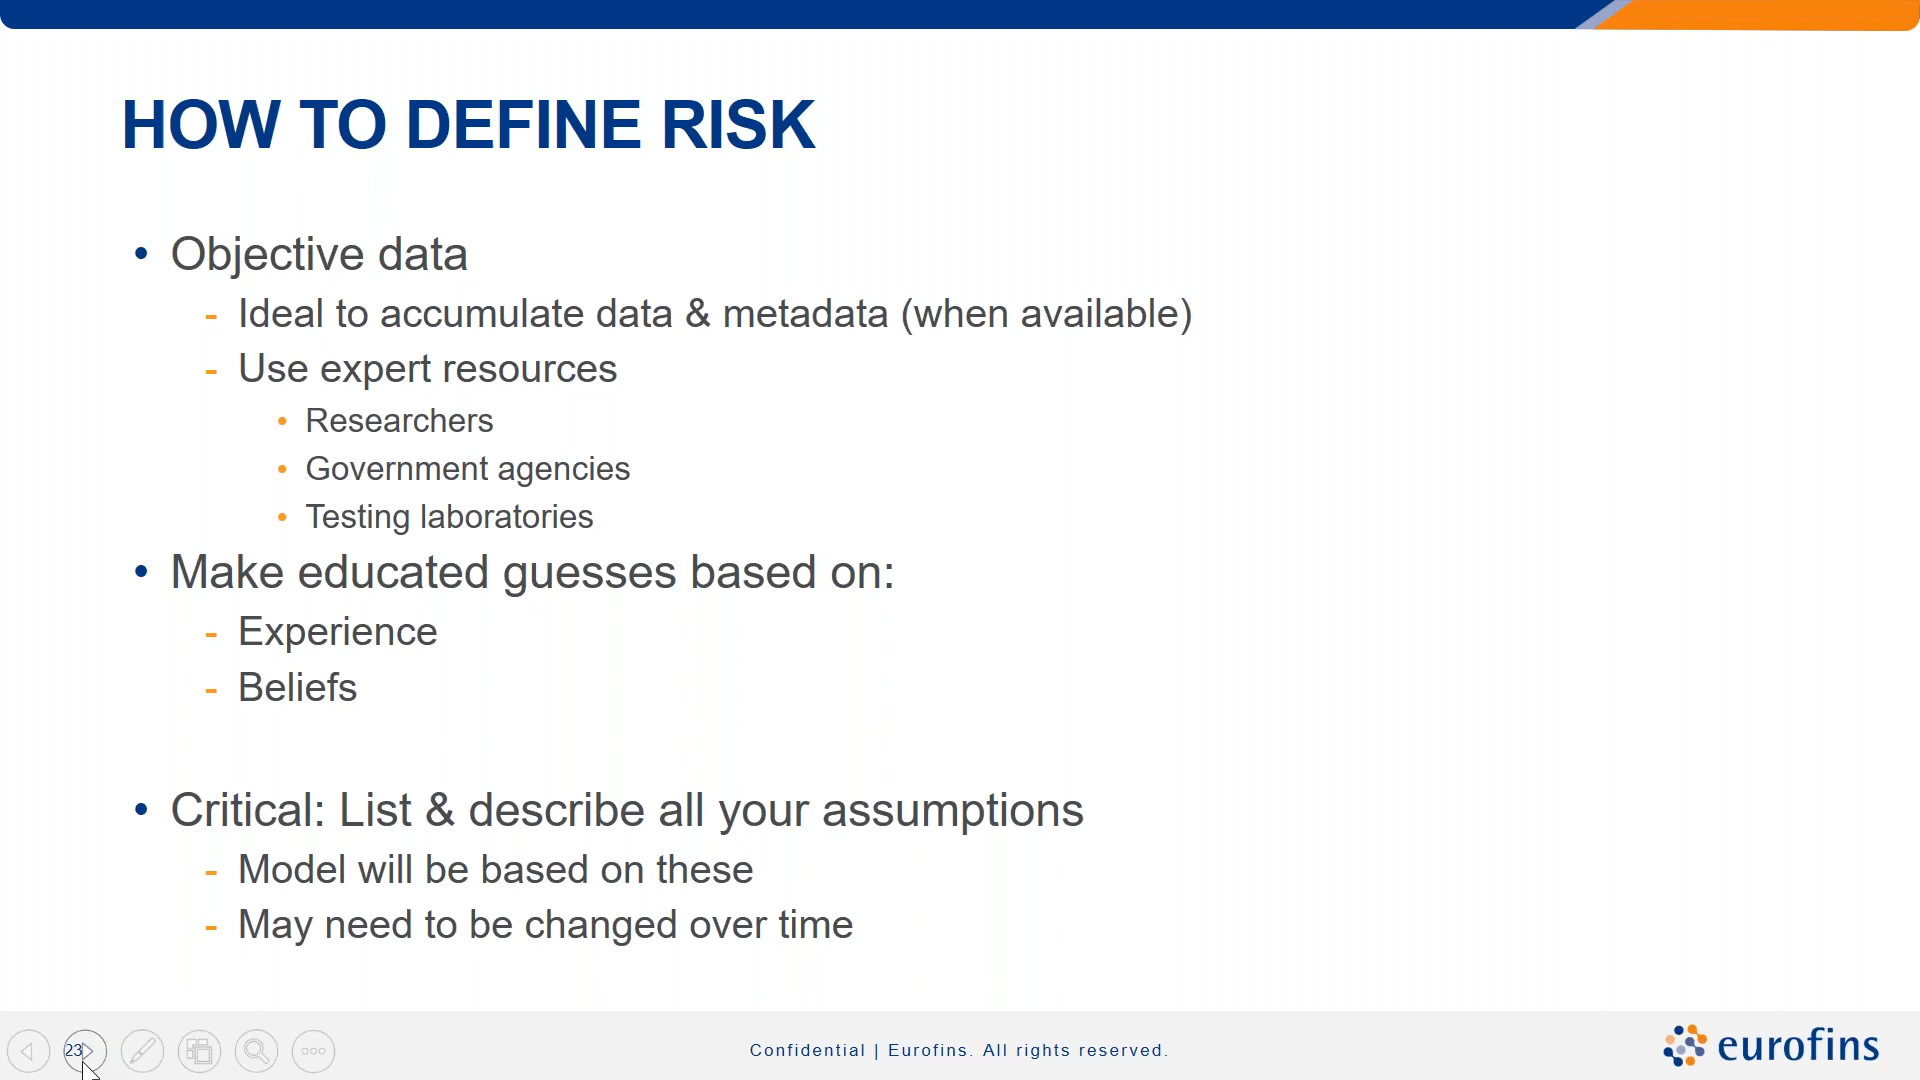 HOW TO DEFINE RISK
• Objective data
- Ideal to accumulate data & metadata (when available)
- Use expert resources
• Researchers
• Government agencies
• Testing laboratories
• Make educated guesses based on:
- Experience
- Beliefs
• Critical: List & describe all your assumptions
- Model will be based on these
- May need to be changed over time
23
Confidential | Eurofins. All rights reserved.
eurofins